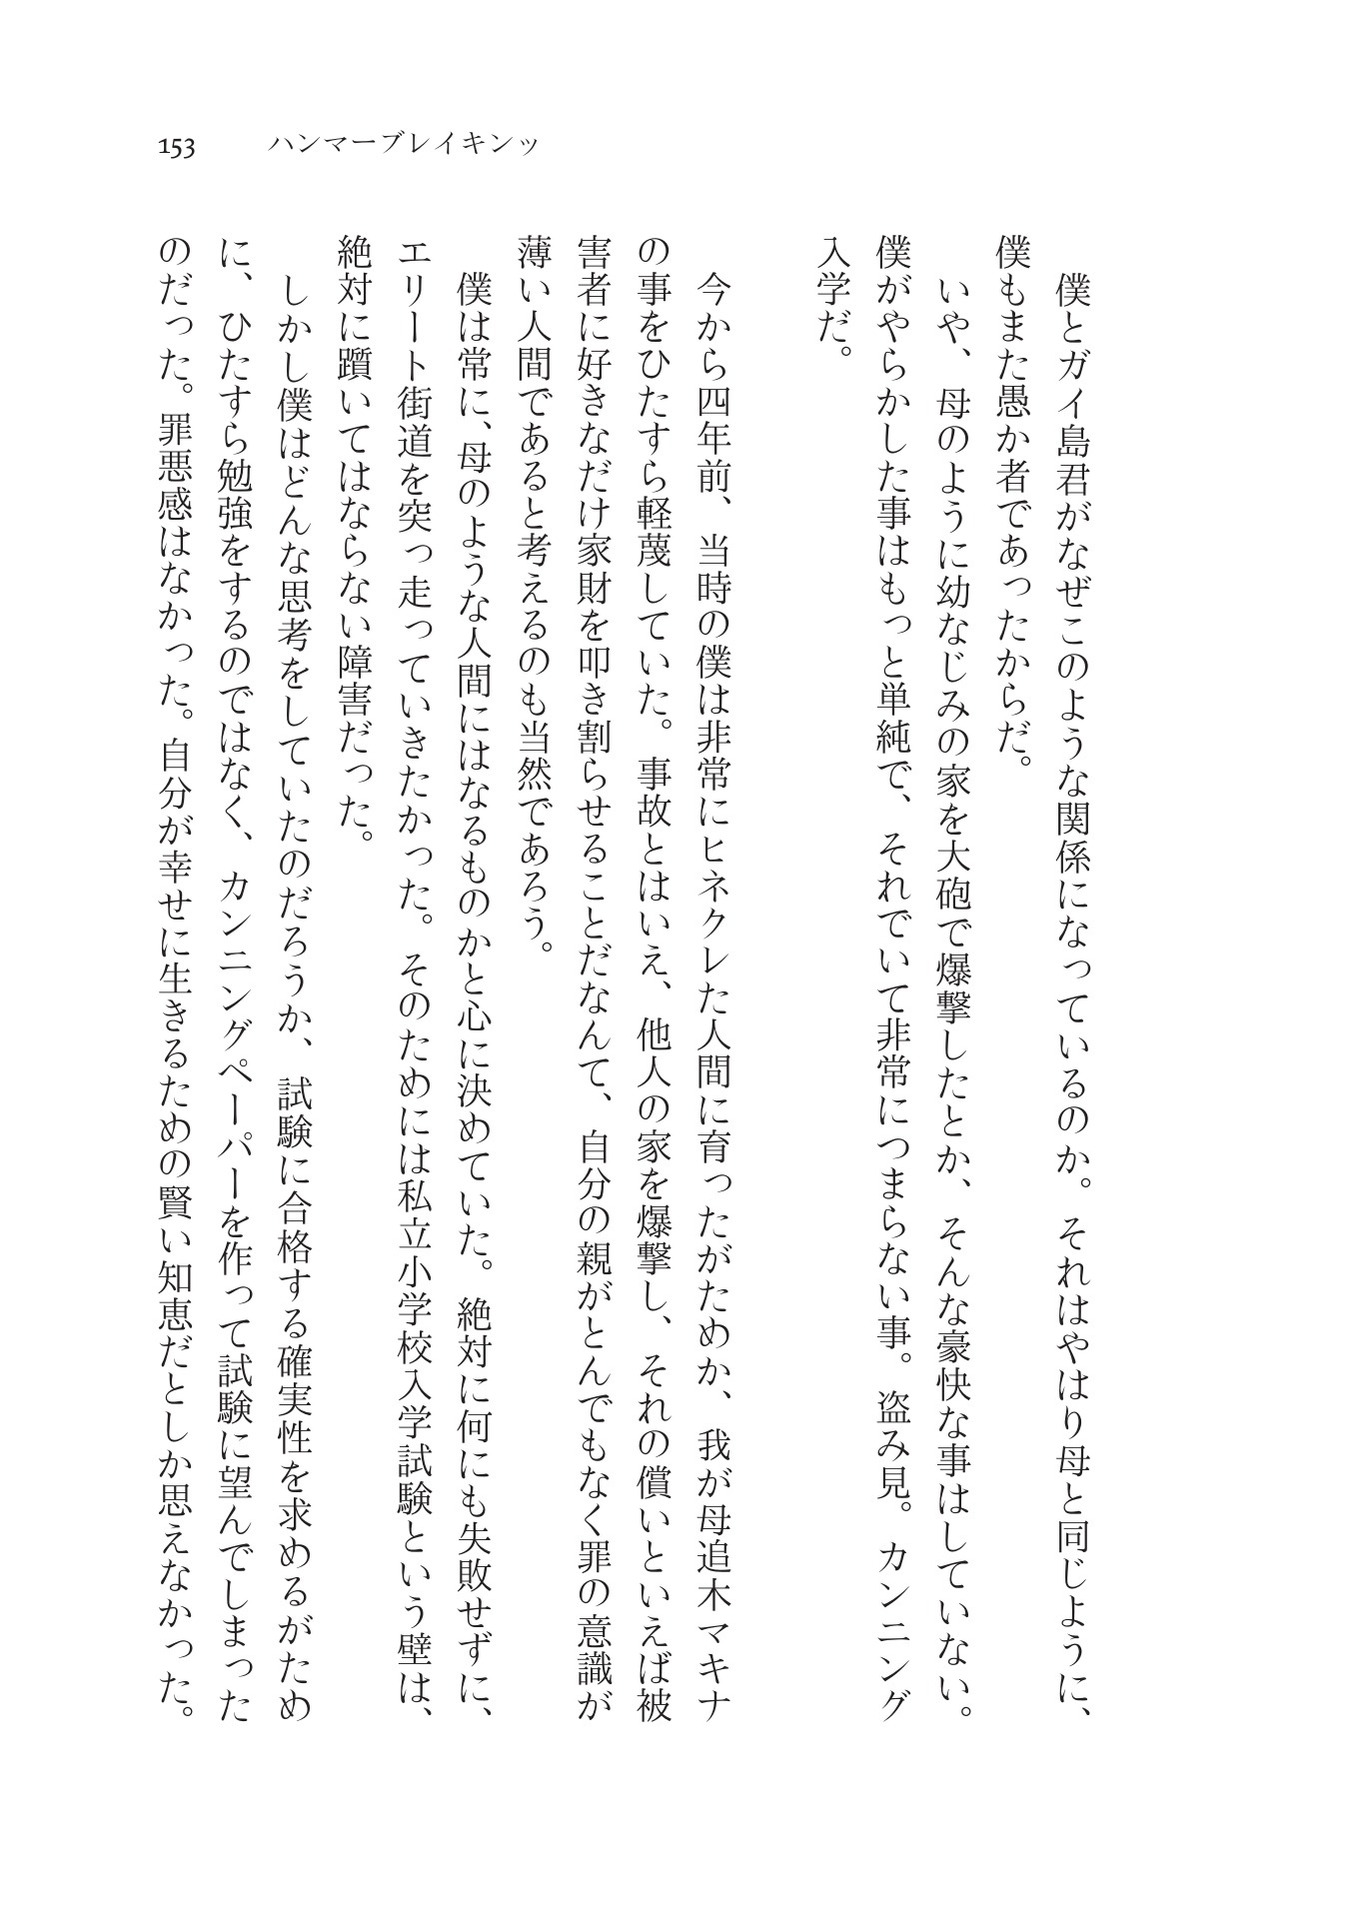 153 ハンマーブレイキンッ
僕とガイ島君がなぜこのような関係になっているのか。それはやはり母と同じように、
僕もまた愚か者であったからだ。
いや、母のように幼なじみの家を大砲で爆撃したとか、そんな豪快な事はしていない。
僕がやらかした事はもっと単純で、それでいて非常につまらない事。盗み見。カンニング
入学だ。
今から四年前、当時の僕は非常にヒネクレた人間に育ったがためか、我が母追木マキナ
の事をひたすら軽蔑していた。事故とはいえ、他人の家を爆撃し、それの償いといえば被
害者に好きなだけ家財を叩き割らせることだなんて、自分の親がとんでもなく罪の意識が
薄い人間であると考えるのも当然であろう。
僕は常に、母のような人間にはなるものかと心に決めていた。絶対に何にも失敗せずに、
エリート街道を突っ走っていきたかった。そのためには私立小学校入学試験という壁は、
絶対に躓いてはならない障害だった。
しかし僕はどんな思考をしていたのだろうか、試験に合格する確実性を求めるがため
に、ひたすら勉強をするのではなく、カンニングペーパーを作って試験に望んでしまった
のだった。罪悪感はなかった。自分が幸せに生きるための賢い知恵だとしか思えなかった。